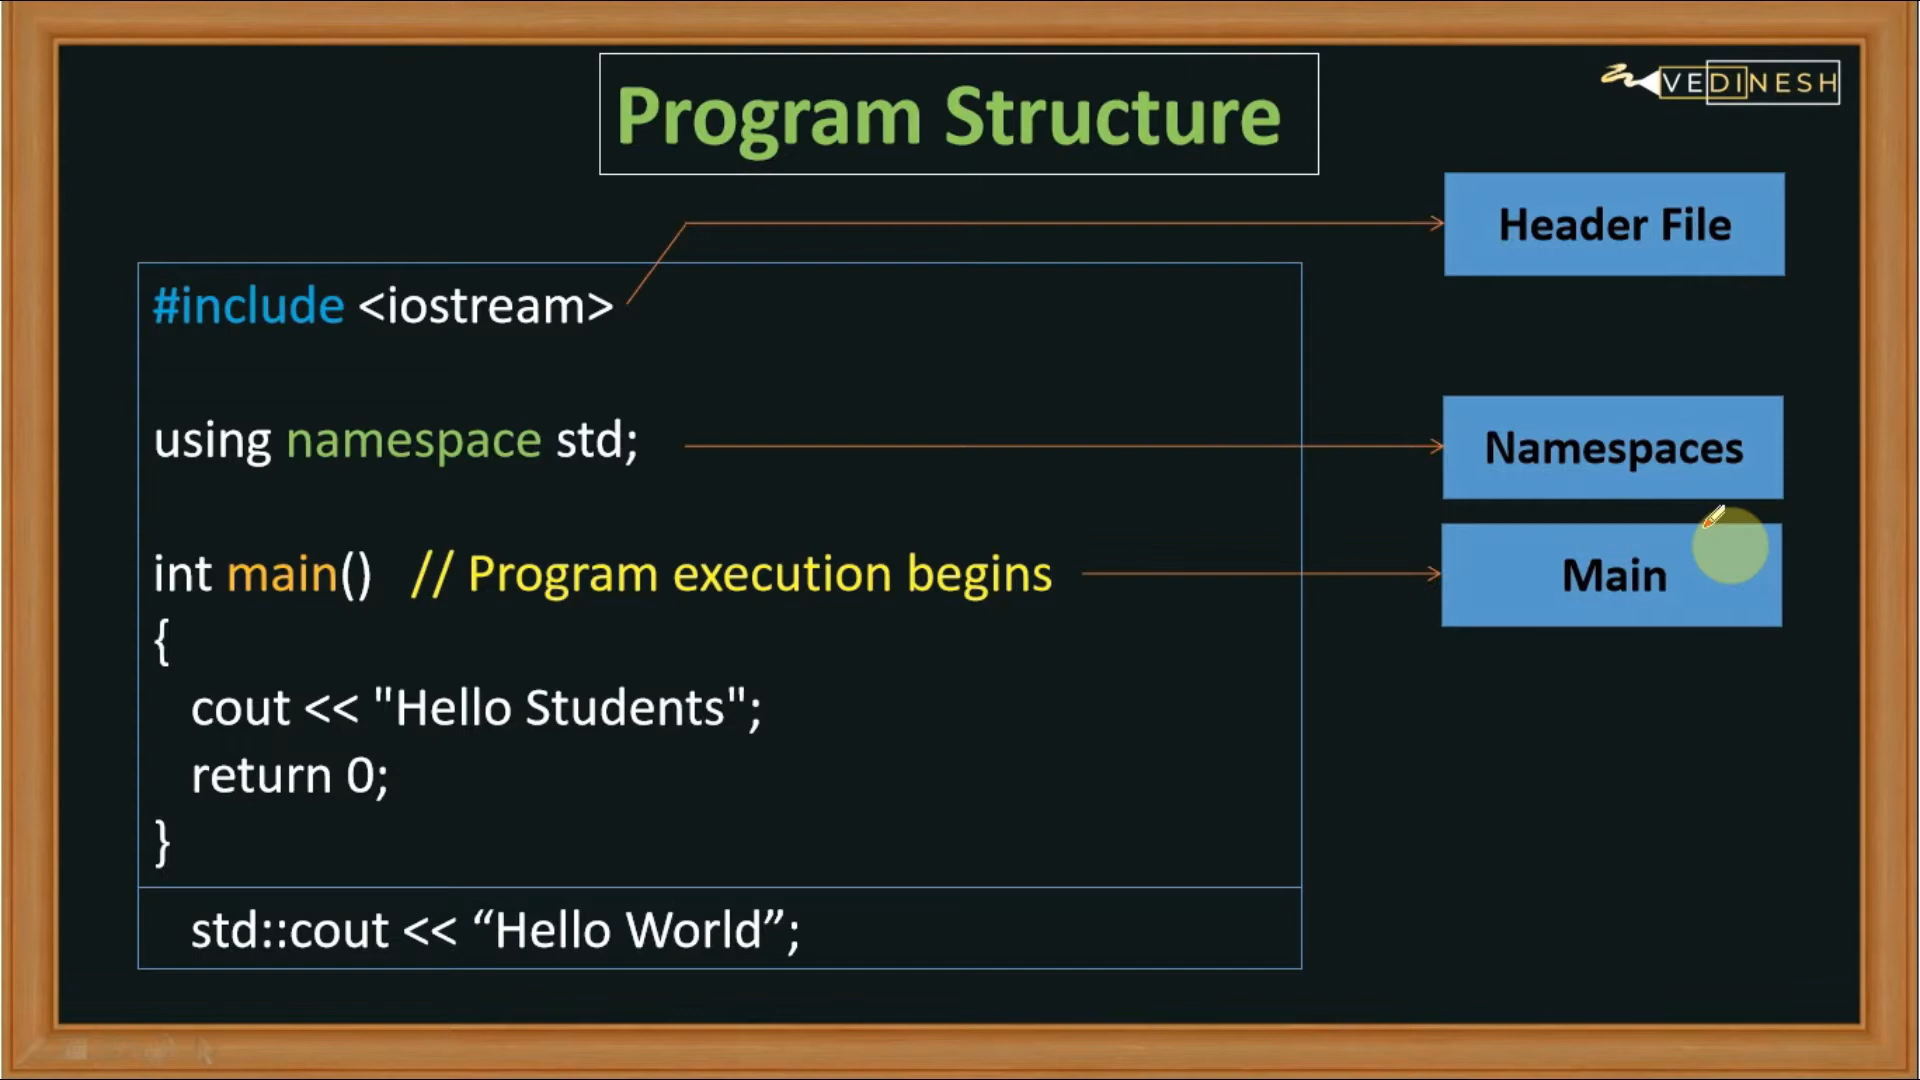 Program Structure
VEDINESH
Header File
#include <iostream>
using namespace std;
Namespaces
int main() // Program execution begins
Main
{
cout << "Hello Students";
return 0;
}
std::cout << “Hello World”;